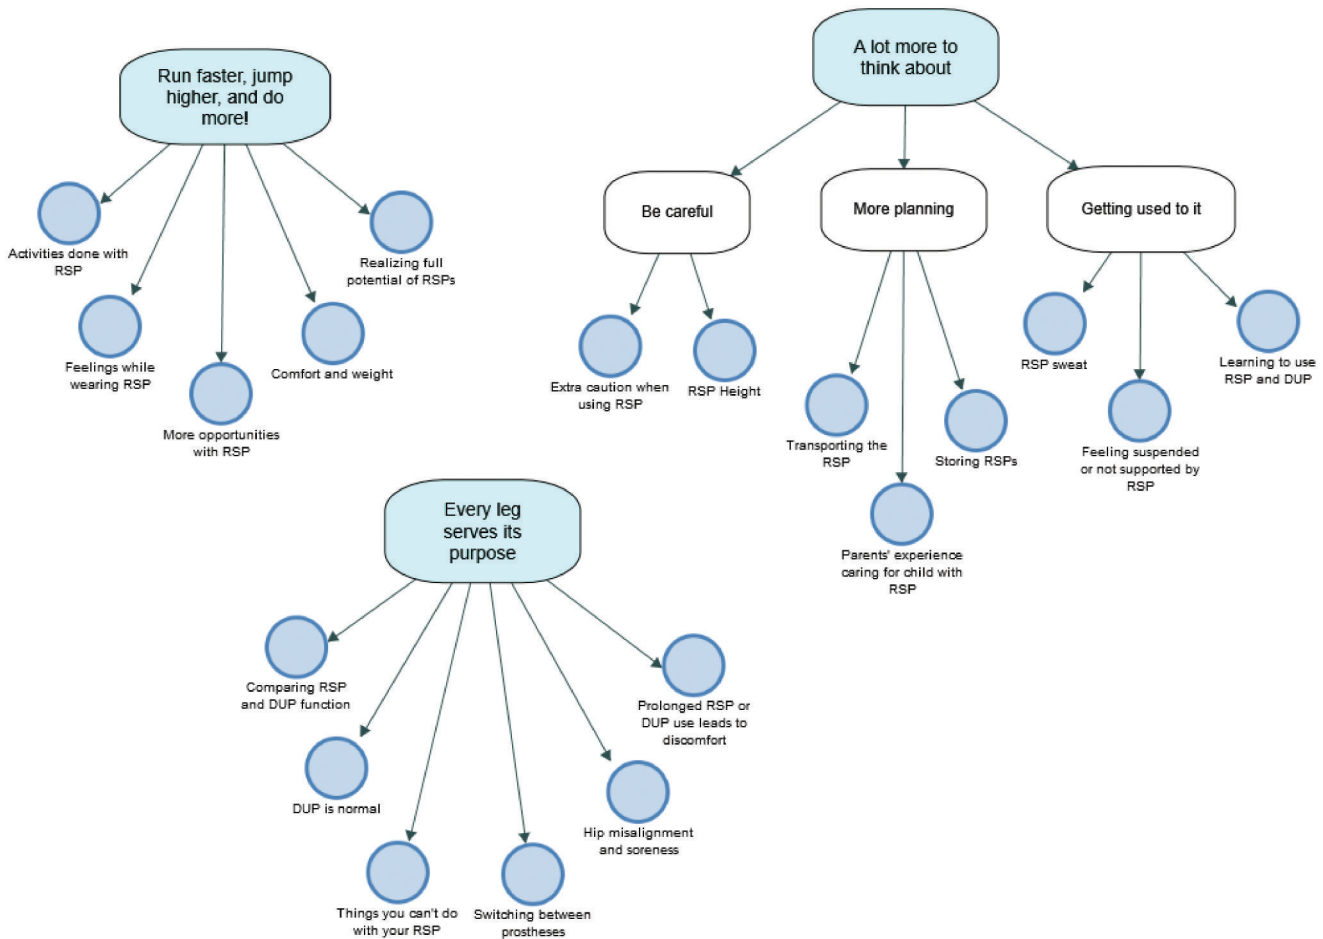 Run faster, jump
higher, and do
more!
Activities done with
RSP
Feelings while
wearing RSP
More opportunities
with RSP
Comfort and weight
Realizing full
potential of RSPs
A lot more to
think about
Be careful
More planning
Getting used to it
Extra caution when
using RSP
RSP Height
Transporting the
RSP
Parents' experience
caring for child with
RSP
Storing RSPs
RSP sweat
Feeling suspended
or not supported by
RSP
Learning to use
RSP and DUP
Every leg
serves its
purpose
Comparing RSP
and DUP function
DUP is normal
Things you can't do
with your RSP
Switching between
prostheses
Hip misalignment
and soreness
Prolonged RSP or
DUP use leads to
discomfort